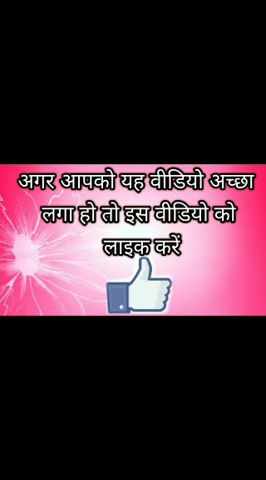 अगर आपको यह वीडियो अच्छा
लगा हो तो इस वीडियो को
लाइक करें